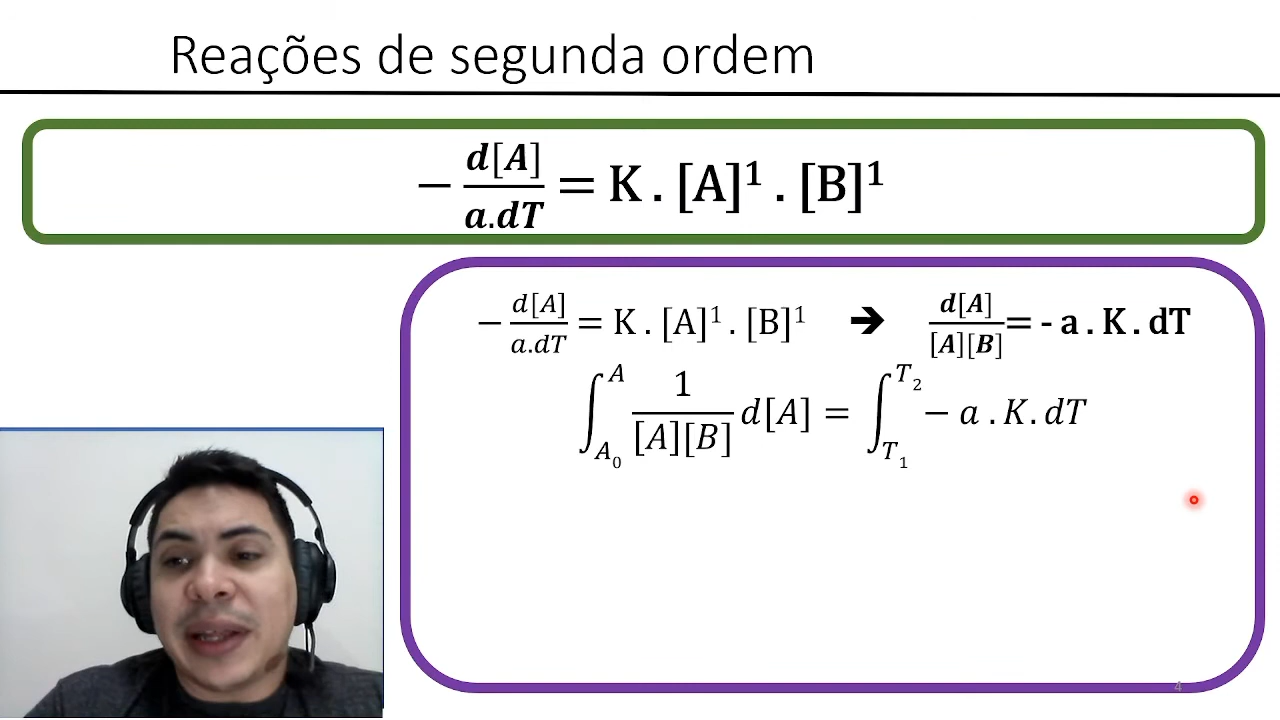 Reações de segunda ordem
− d[A]/a.dT = K . [A]¹ . [B]¹
− d[A]/a.dT = K . [A]¹ . [B]¹ ➔ d[A]/[A][B] = - a . K . dT
∫_{A₀}^{A} 1/[A][B] d[A] = ∫_{T₁}^{T₂} − a . K . dT
4